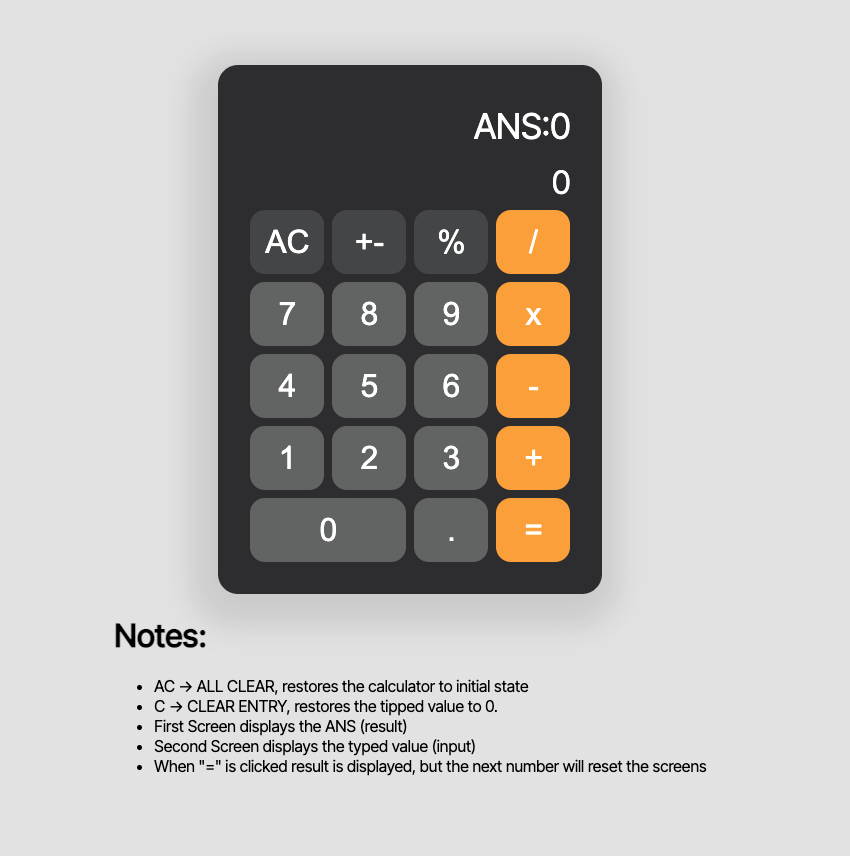 ANS:0
0
AC +- % /
7 8 9 x
4 5 6 -
1 2 3 +
0 . =
Notes:
• AC → ALL CLEAR, restores the calculator to initial state
• C → CLEAR ENTRY, restores the tipped value to 0.
• First Screen displays the ANS (result)
• Second Screen displays the typed value (input)
• When "=" is clicked result is displayed, but the next number will reset the screens